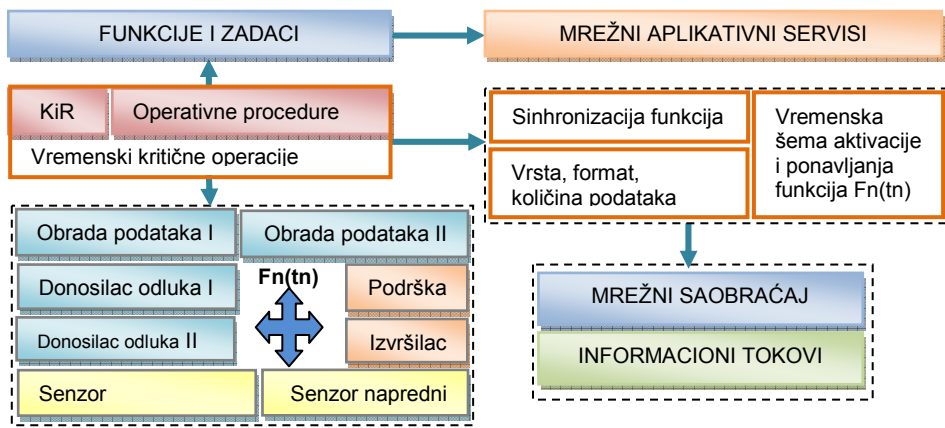 FUNKCIJE I ZADACI
MREŽNI APLIKATIVNI SERVISI
KiR
Operativne procedure
Vremenski kritične operacije
Sinhronizacija funkcija
Vrsta, format,
količina podataka
Vremenska
šema aktivacije
i ponavljanja
funkcija Fn(tn)
Obrada podataka I
Obrada podataka II
Donosilac odluka I
Fn(tn)
Podrška
Donosilac odluka II
Izvršilac
Senzor
Senzor napredni
MREŽNI SAOBRAĆAJ
INFORMACIONI TOKOVI